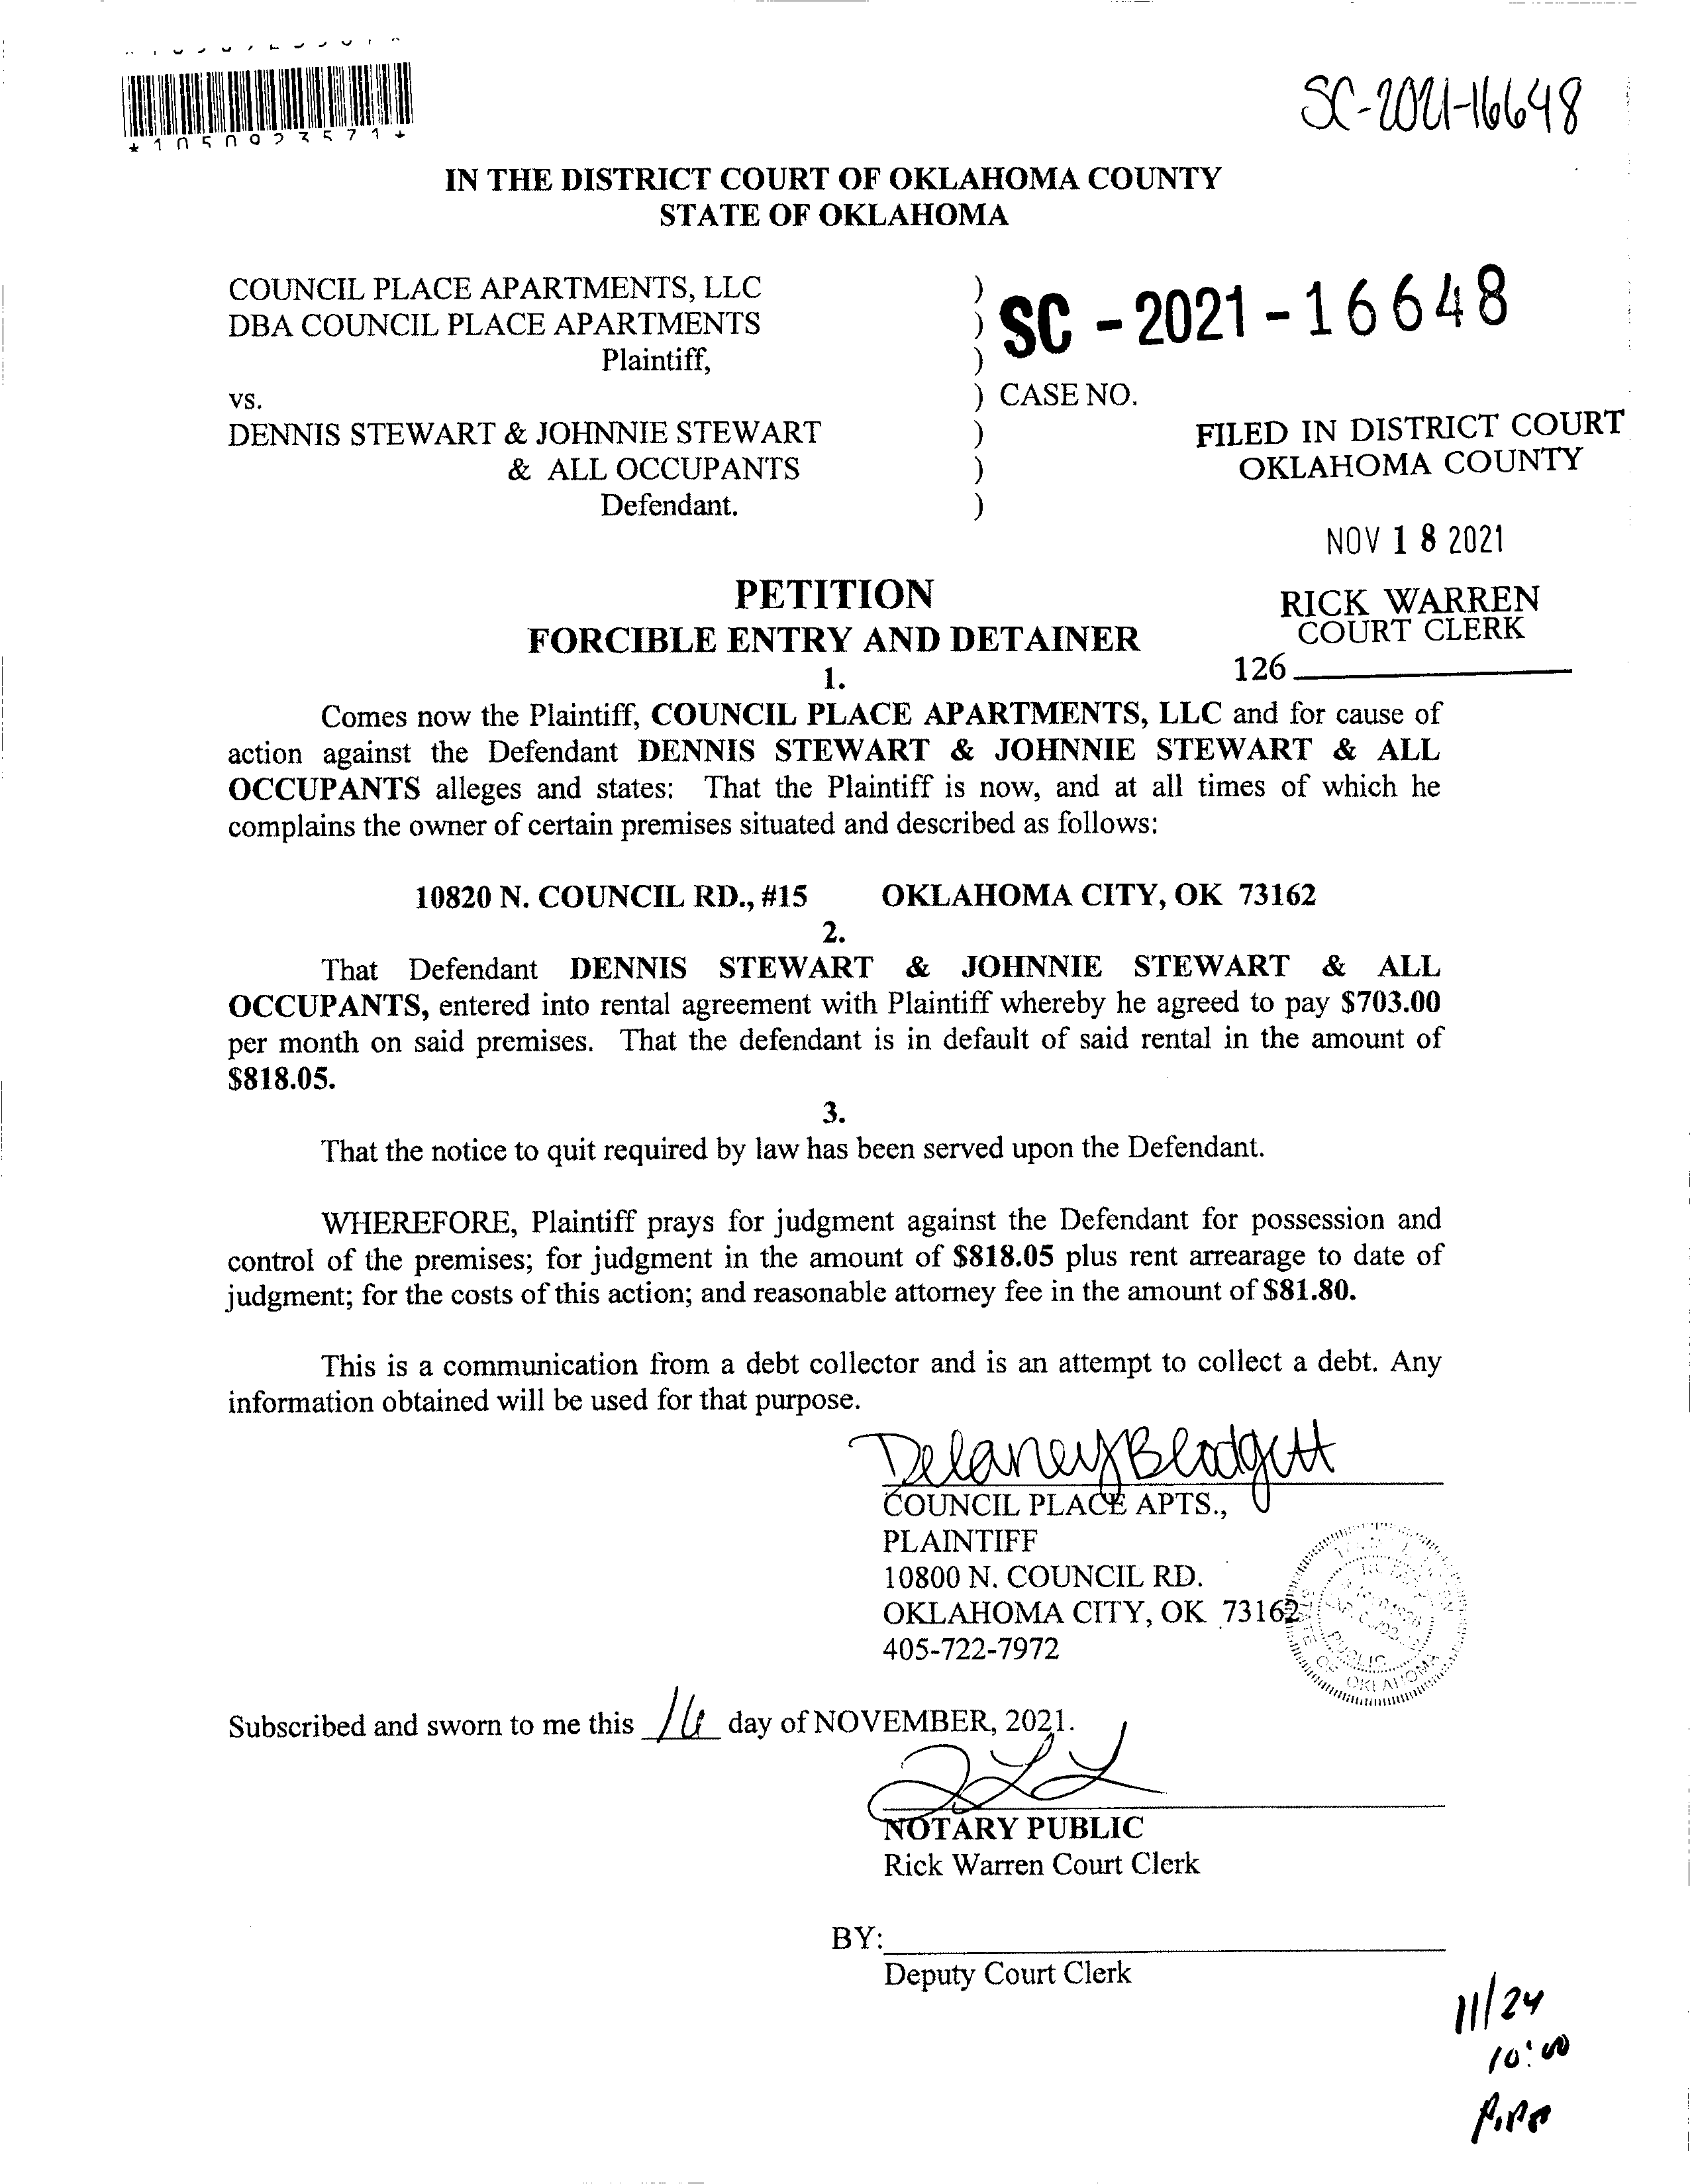 *1050923571*
SC-2021-16648
IN THE DISTRICT COURT OF OKLAHOMA COUNTY
STATE OF OKLAHOMA
COUNCIL PLACE APARTMENTS, LLC )
DBA COUNCIL PLACE APARTMENTS ) SC - 2021 - 16648
Plaintiff, )
vs. ) CASE NO.
DENNIS STEWART & JOHNNIE STEWART )
& ALL OCCUPANTS )
Defendant. )
FILED IN DISTRICT COURT
OKLAHOMA COUNTY
NOV 18 2021
RICK WARREN
COURT CLERK
126
PETITION
FORCIBLE ENTRY AND DETAINER
1.
Comes now the Plaintiff, COUNCIL PLACE APARTMENTS, LLC and for cause of
action against the Defendant DENNIS STEWART & JOHNNIE STEWART & ALL
OCCUPANTS alleges and states: That the Plaintiff is now, and at all times of which he
complains the owner of certain premises situated and described as follows:
10820 N. COUNCIL RD., #15 OKLAHOMA CITY, OK 73162
2.
That Defendant DENNIS STEWART & JOHNNIE STEWART & ALL
OCCUPANTS, entered into rental agreement with Plaintiff whereby he agreed to pay $703.00
per month on said premises. That the defendant is in default of said rental in the amount of
$818.05.
3.
That the notice to quit required by law has been served upon the Defendant.
WHEREFORE, Plaintiff prays for judgment against the Defendant for possession and
control of the premises; for judgment in the amount of $818.05 plus rent arrearage to date of
judgment; for the costs of this action; and reasonable attorney fee in the amount of $81.80.
This is a communication from a debt collector and is an attempt to collect a debt. Any
information obtained will be used for that purpose.
Delaney Blodgett
COUNCIL PLACE APTS.,
PLAINTIFF
10800 N. COUNCIL RD.
OKLAHOMA CITY, OK 73162
405-722-7972
STATE OF OKLAHOMA
PUBLIC
Subscribed and sworn to me this 16 day of NOVEMBER, 2021.
NOTARY PUBLIC
Rick Warren Court Clerk
BY:
Deputy Court Clerk
11/24
10:00